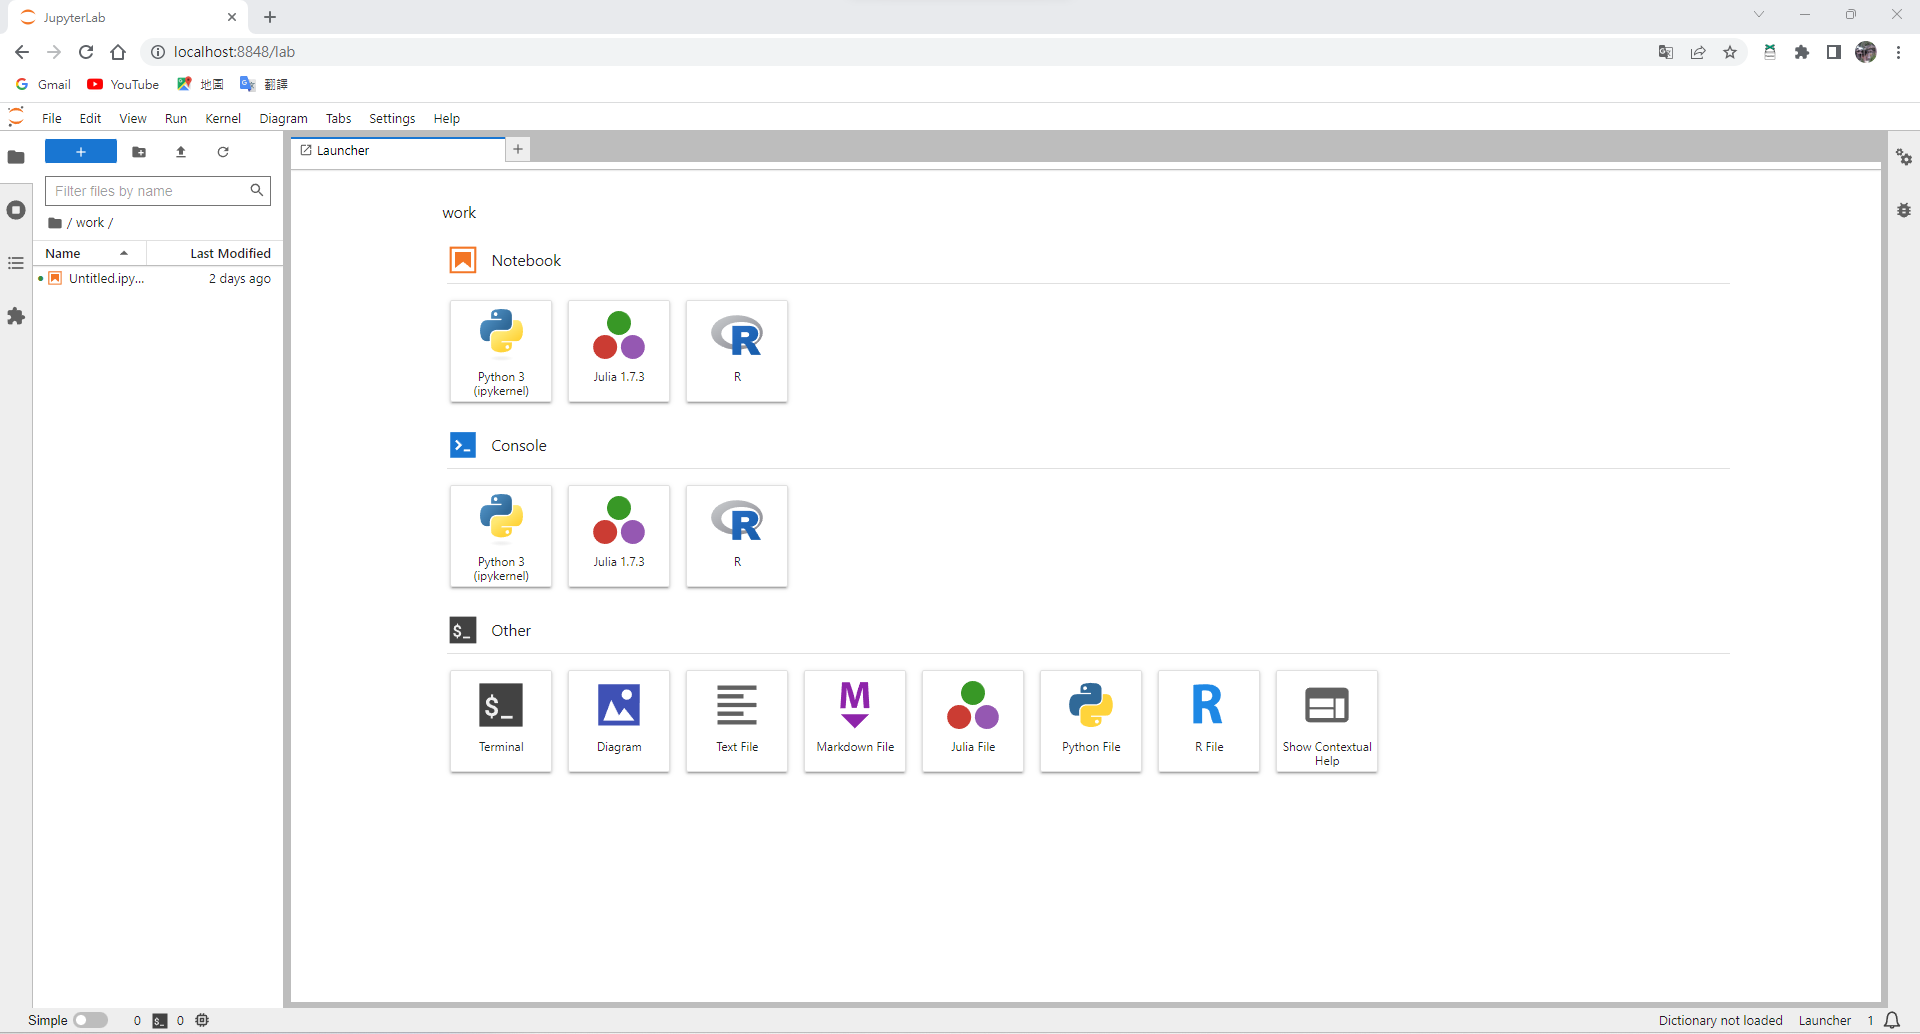 JupyterLab
localhost:8848/lab
Gmail YouTube 地圖 翻譯
File Edit View Run Kernel Diagram Tabs Settings Help
Launcher
Filter files by name
/ work /
Name Last Modified
Untitled.ipy... 2 days ago
work
Notebook
Python 3 (ipykernel)
Julia 1.7.3
R
Console
Python 3 (ipykernel)
Julia 1.7.3
R
$_ Other
$_ Terminal
Diagram
Text File
M Markdown File
Julia File
Python File
R File
Show Contextual Help
Simple 0 0
Dictionary not loaded Launcher 1